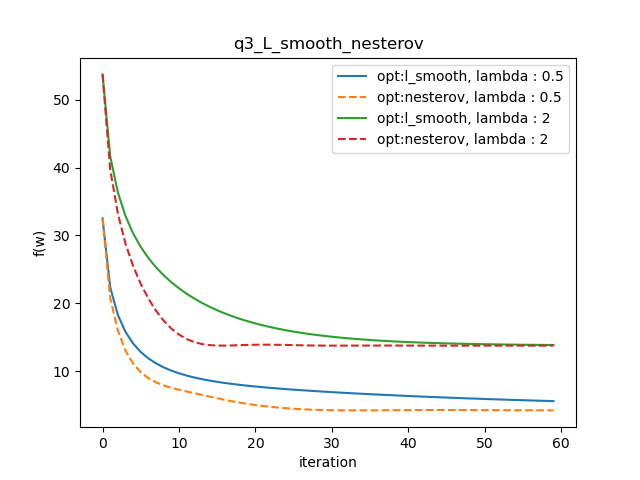 q3_L_smooth_nesterov
opt:l_smooth, lambda : 0.5
opt:nesterov, lambda : 0.5
opt:l_smooth, lambda : 2
opt:nesterov, lambda : 2
f(w)
50
40
30
20
10
0 10 20 30 40 50 60
iteration